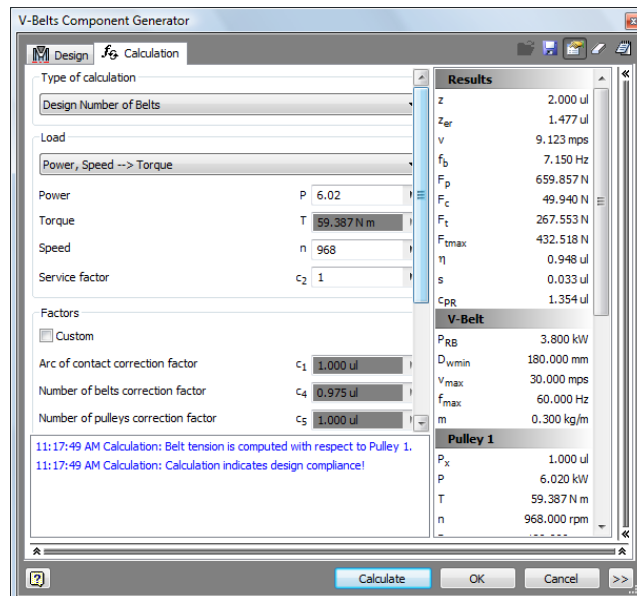 V-Belts Component Generator
Design
fG Calculation
Type of calculation
Design Number of Belts
Load
Power, Speed --> Torque
Power P 6.02
Torque T 59.387 N m
Speed n 968
Service factor c2 1
Factors
Custom
Arc of contact correction factor c1 1.000 ul
Number of belts correction factor c4 0.975 ul
Number of pulleys correction factor c5 1.000 ul
11:17:49 AM Calculation: Belt tension is computed with respect to Pulley 1.
11:17:49 AM Calculation: Calculation indicates design compliance!
Results
z 2.000 ul
zer 1.477 ul
v 9.123 mps
fb 7.150 Hz
Fp 659.857 N
Fc 49.940 N
Ft 267.553 N
Ftmax 432.518 N
η 0.948 ul
s 0.033 ul
cPR 1.354 ul
V-Belt
PRB 3.800 kW
Dwmin 180.000 mm
vmax 30.000 mps
fmax 60.000 Hz
m 0.300 kg/m
Pulley 1
Px 1.000 ul
P 6.020 kW
T 59.387 N m
n 968.000 rpm
Calculate
OK
Cancel
>>